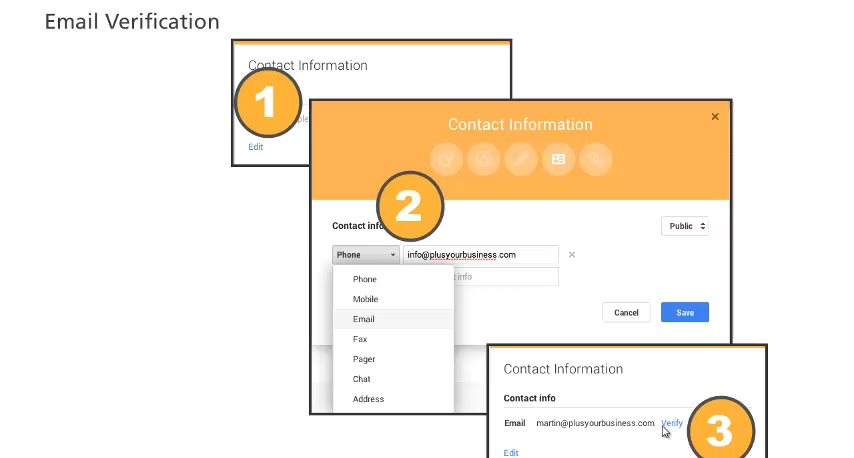 Email Verification
Contact Information
1
Edit
Contact Information
×
2
Contact
Public
Phone
info@plusyourbusiness.com
×
info
Phone
Mobile
Email
Fax
Pager
Chat
Address
Cancel
Save
Contact Information
Contact info
Email martin@plusyourbusiness.com Verify
3
Edit